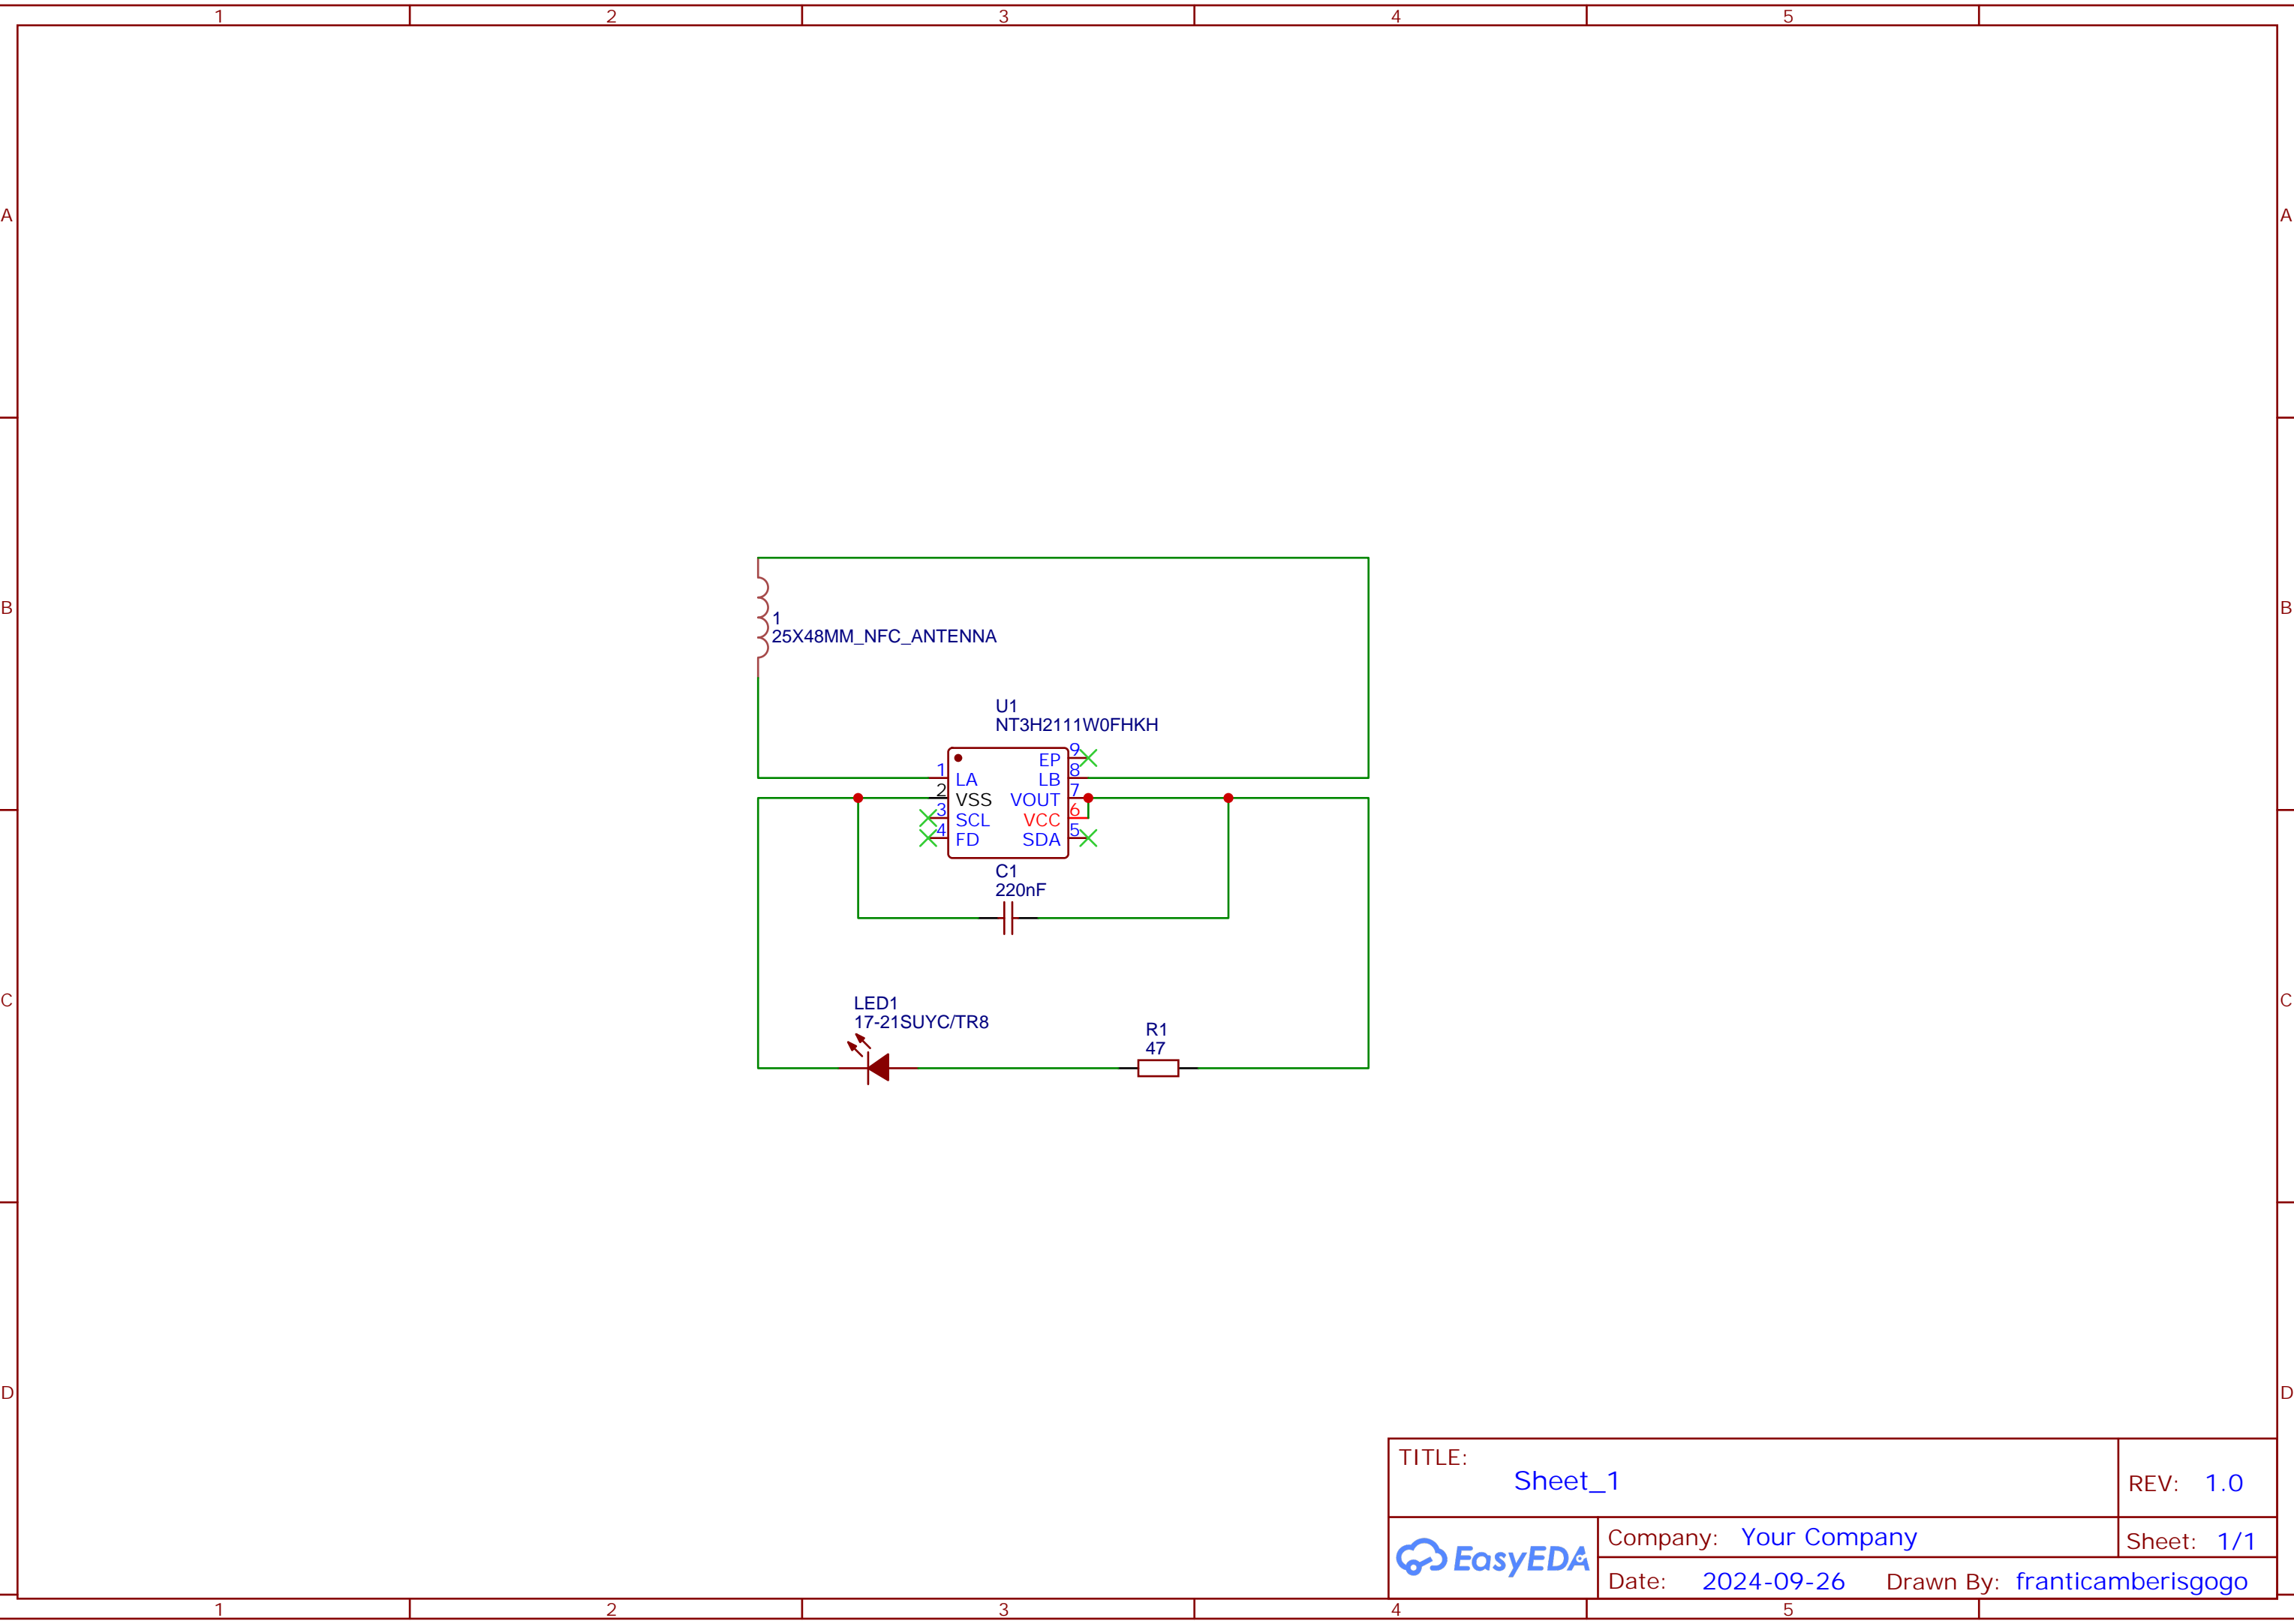 1 2 3 4 5
A A
B B
C C
D D
1
25X48MM_NFC_ANTENNA
U1
NT3H2111W0FHKH
1 LA
2 VSS
3 SCL
4 FD
EP 9
LB 8
VOUT 7
VCC 6
SDA 5
C1
220nF
LED1
17-21SUYC/TR8
R1
47
TITLE:
Sheet_1
REV: 1.0
EasyEDA
Company: Your Company
Sheet: 1/1
Date: 2024-09-26 Drawn By: franticamberisgogo
1 2 3 4 5